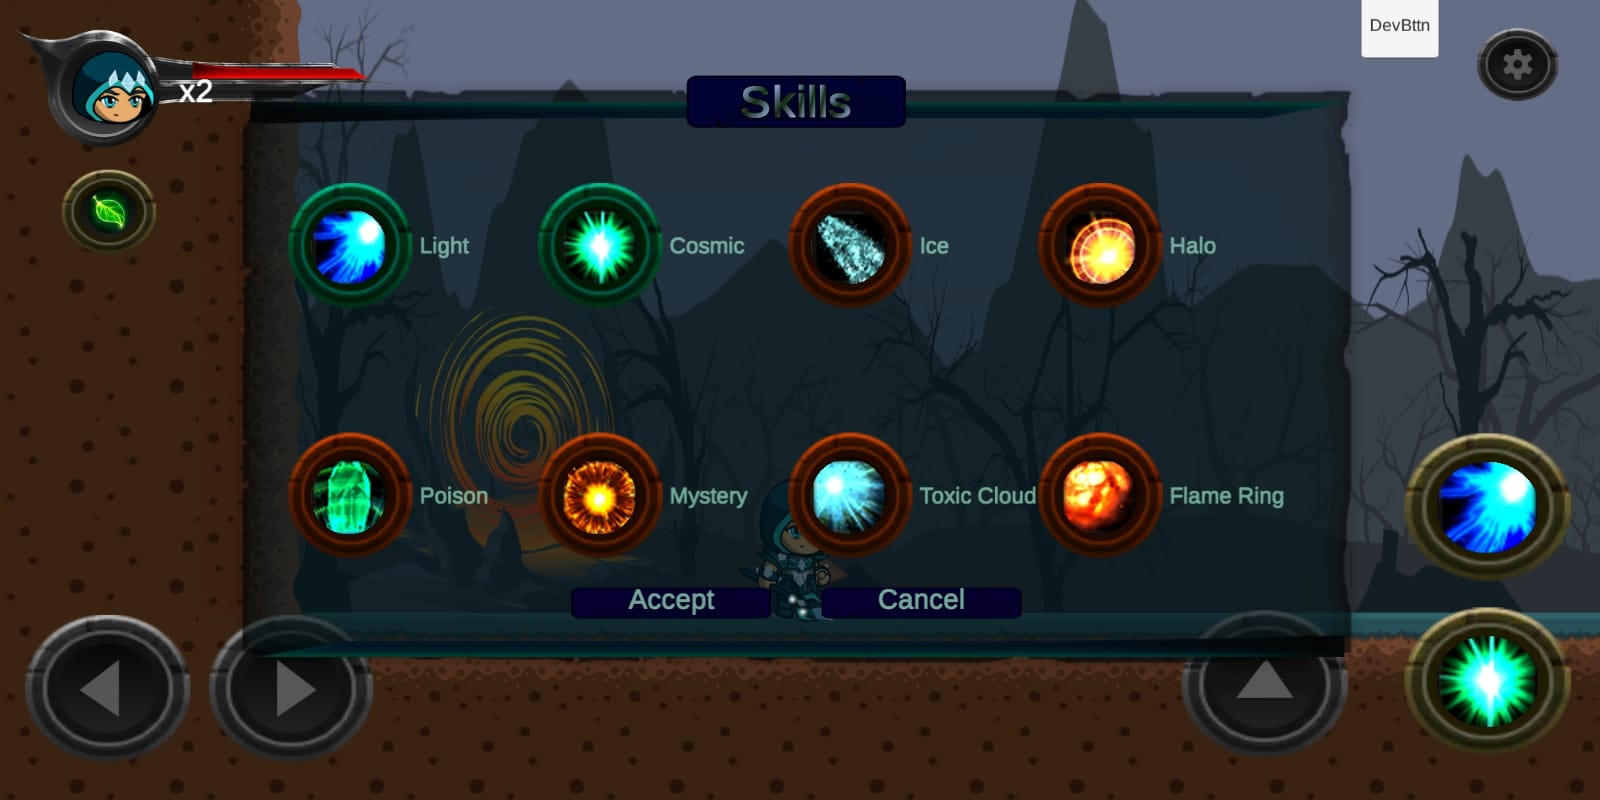 DevBttn
x2
Skills
Light
Cosmic
Ice
Halo
Poison
Mystery
Toxic Cloud
Flame Ring
Accept
Cancel